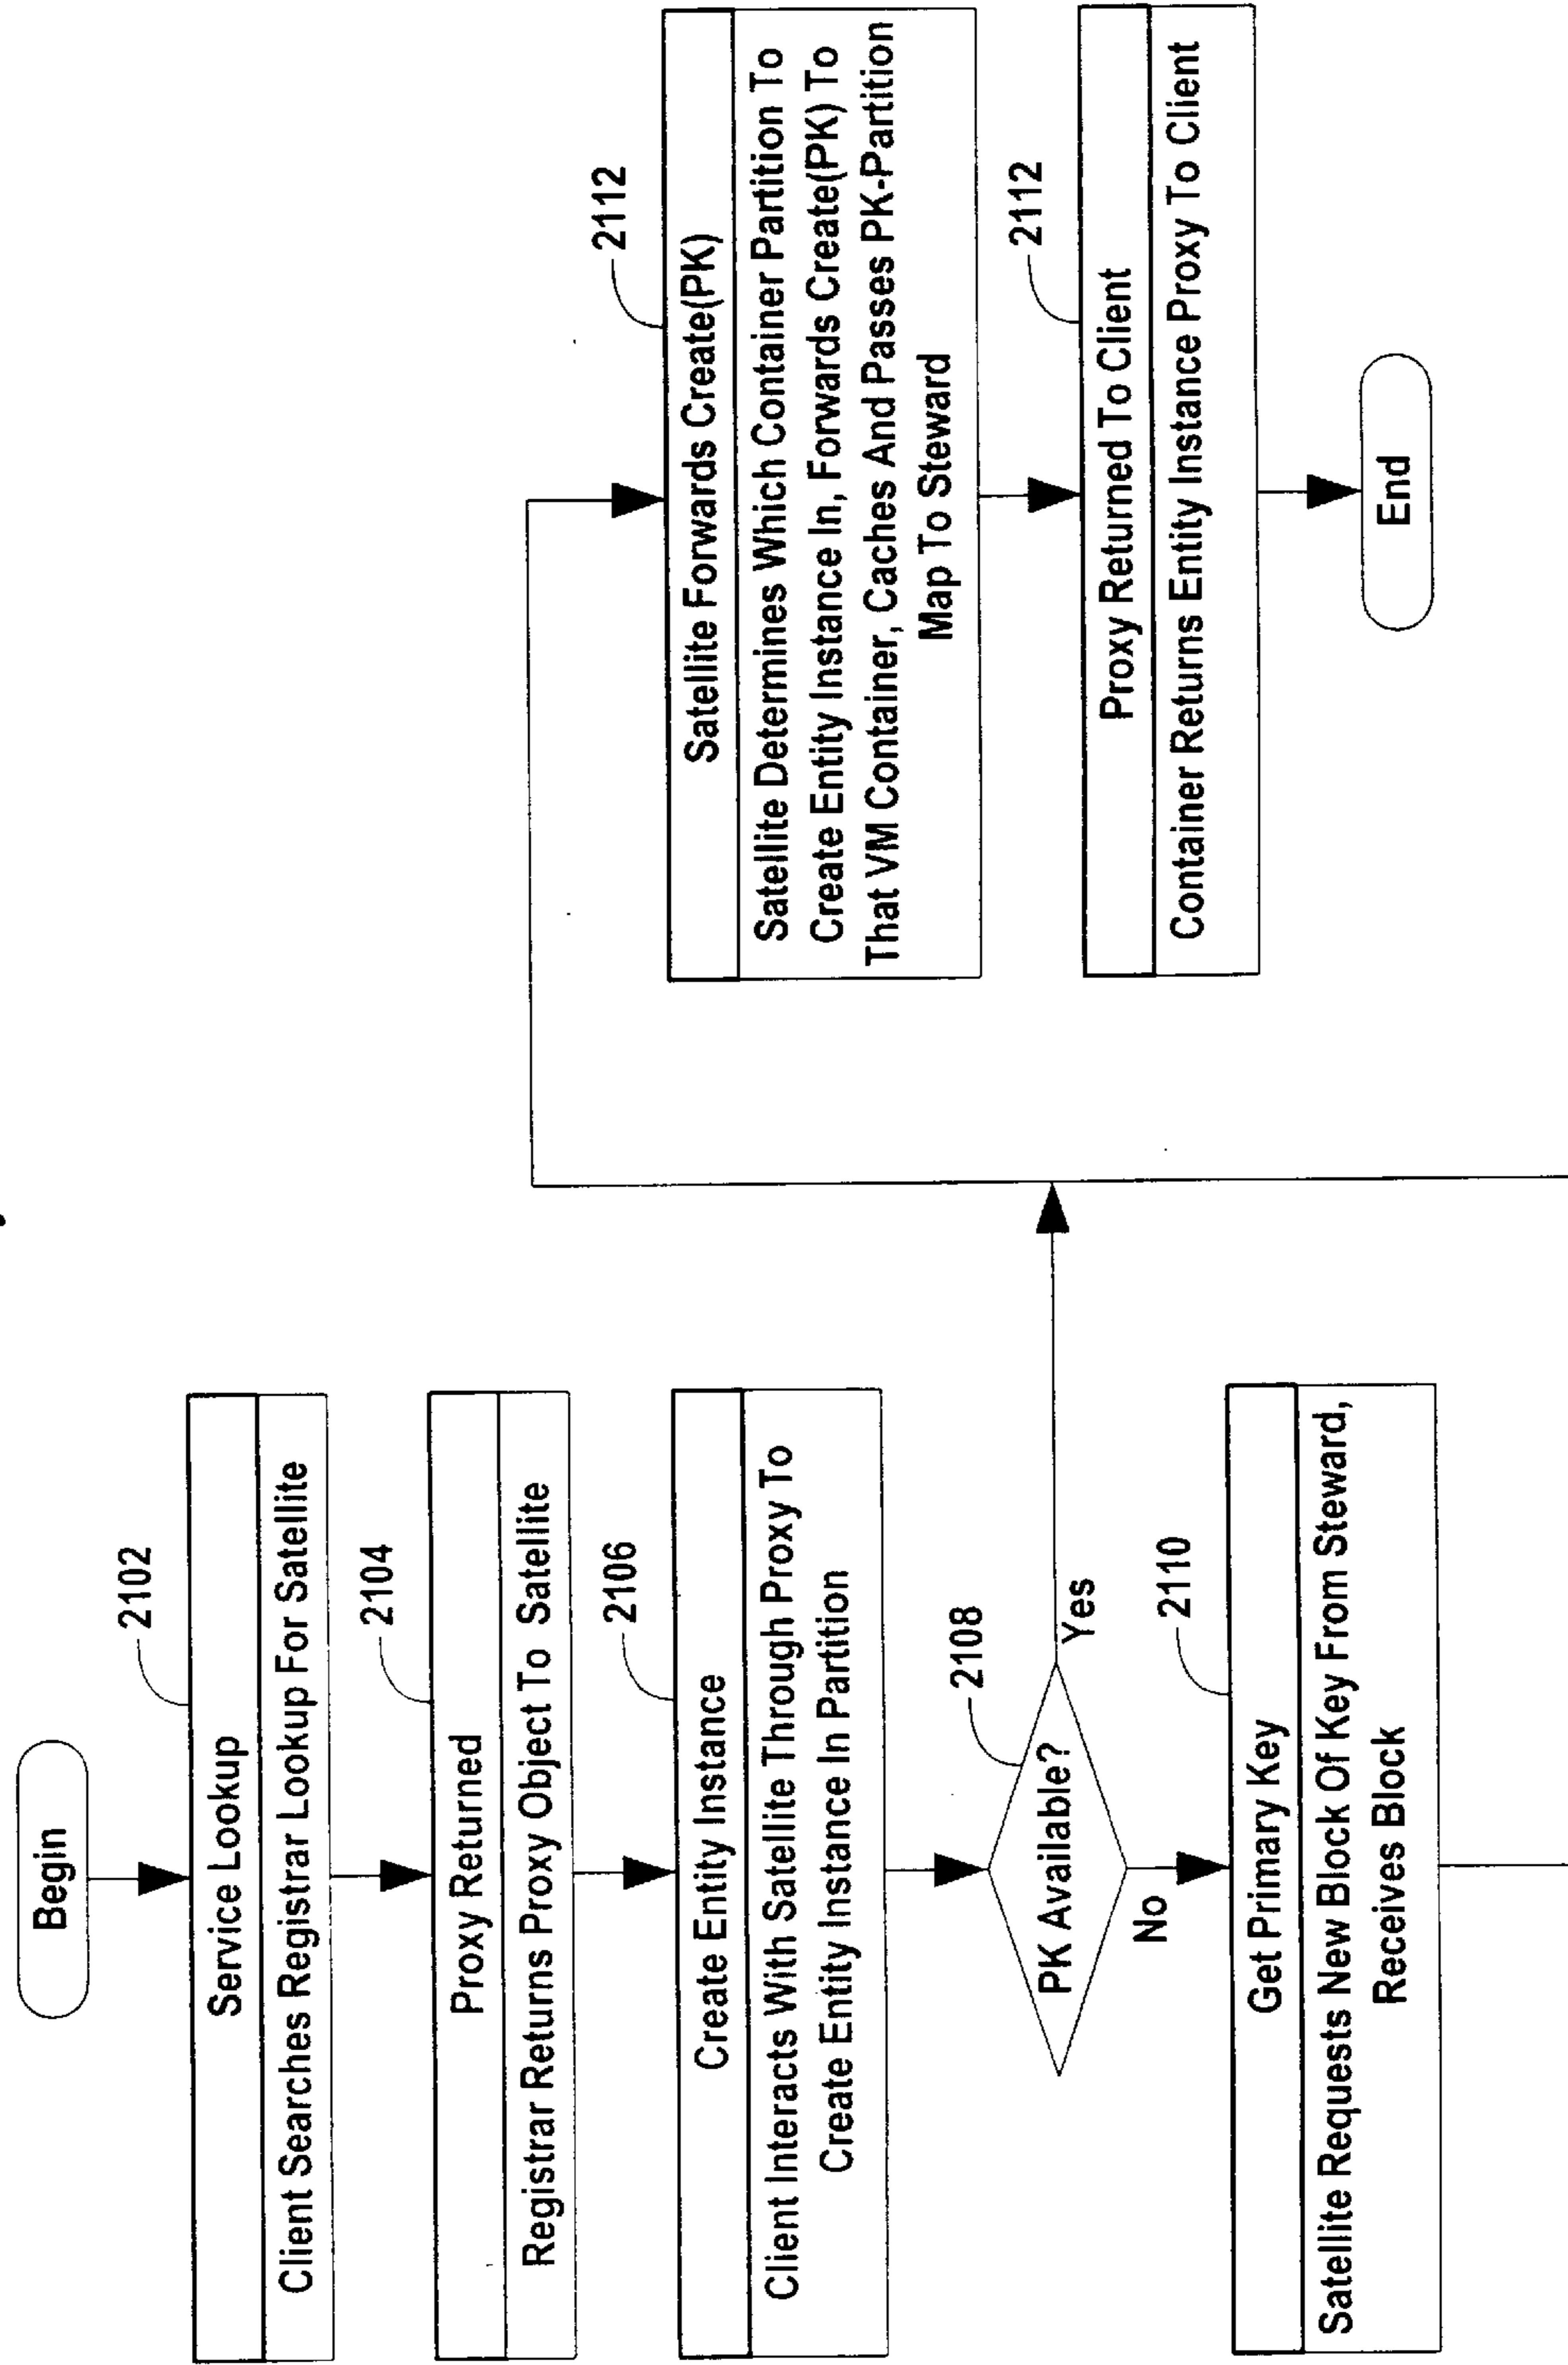 Begin
2102
Service Lookup
Client Searches Registrar Lookup For Satellite
2104
Proxy Returned
Registrar Returns Proxy Object To Satellite
2106
Create Entity Instance
Client Interacts With Satellite Through Proxy To
Create Entity Instance In Partition
2108
PK Available?
Yes
No
2110
Get Primary Key
Satellite Requests New Block Of Key From Steward,
Receives Block
2112
Satellite Forwards Create(PK)
Satellite Determines Which Container Partition To
Create Entity Instance In, Forwards Create(PK) To
That VM Container, Caches And Passes PK-Partition
Map To Steward
2112
Proxy Returned To Client
Container Returns Entity Instance Proxy To Client
End